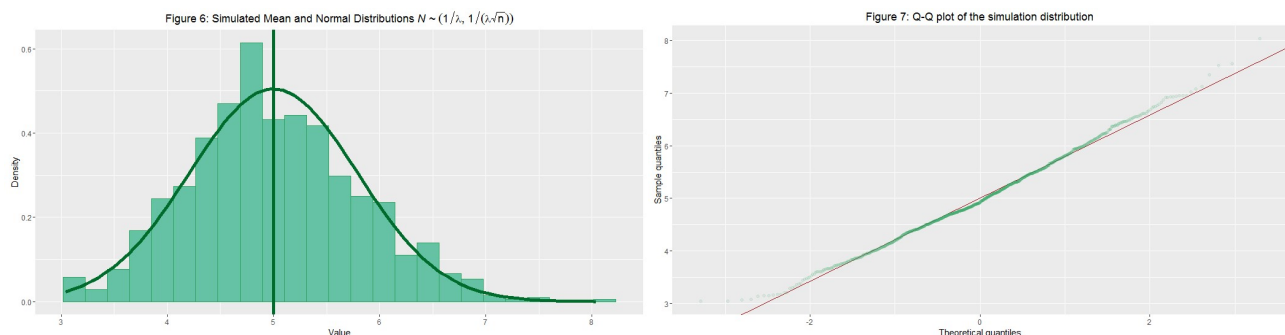 Figure 6: Simulated Mean and Normal Distributions N ~ (1/λ, 1/(λ√n))
0.6
0.4
0.2
0.0
Density
3 4 5 6 7 8
Value
Figure 7: Q-Q plot of the simulation distribution
8
7
6
5
4
3
Sample quantiles
-2 0 2
Theoretical quantiles